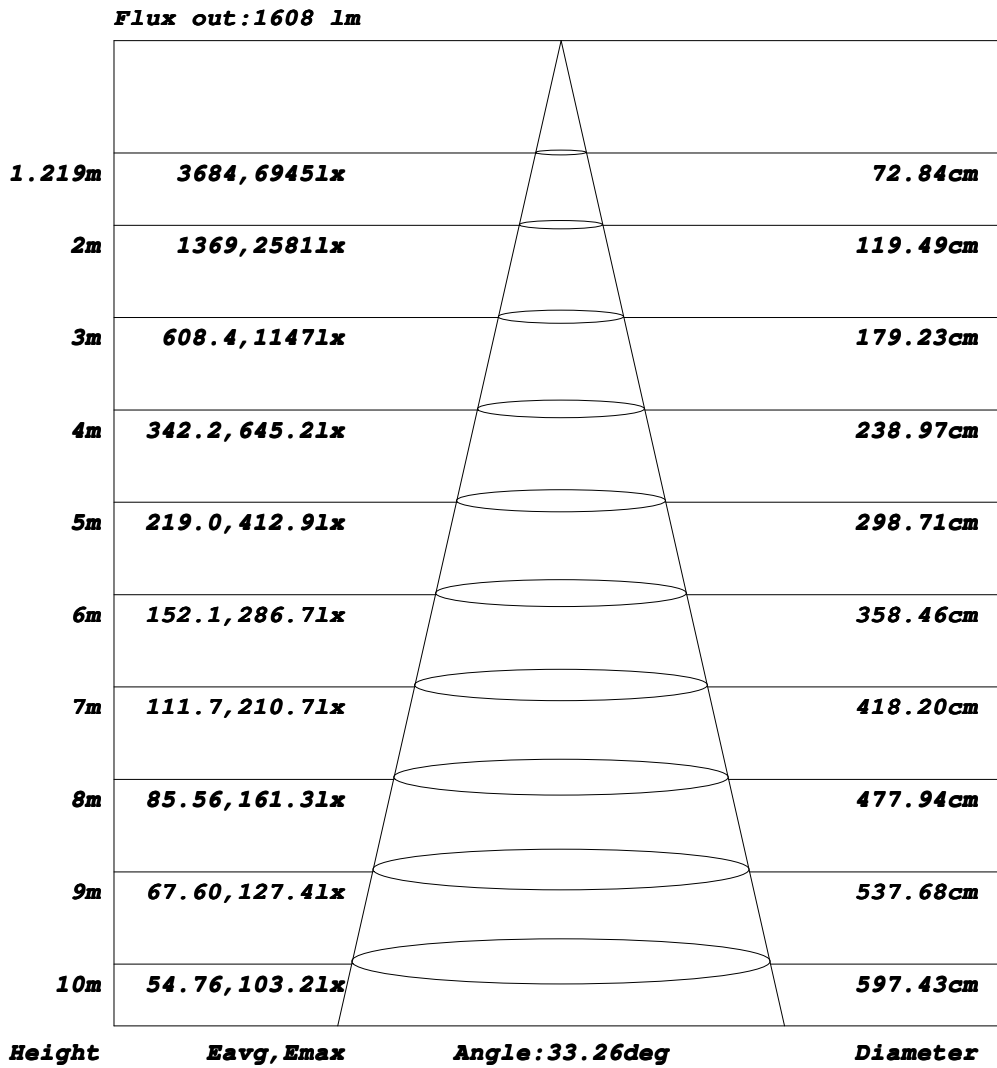 Flux out:1608 lm
1.219m 3684,6945lx 72.84cm
2m 1369,2581lx 119.49cm
3m 608.4,1147lx 179.23cm
4m 342.2,645.2lx 238.97cm
5m 219.0,412.9lx 298.71cm
6m 152.1,286.7lx 358.46cm
7m 111.7,210.7lx 418.20cm
8m 85.56,161.3lx 477.94cm
9m 67.60,127.4lx 537.68cm
10m 54.76,103.2lx 597.43cm
Height Eavg,Emax Angle:33.26deg Diameter